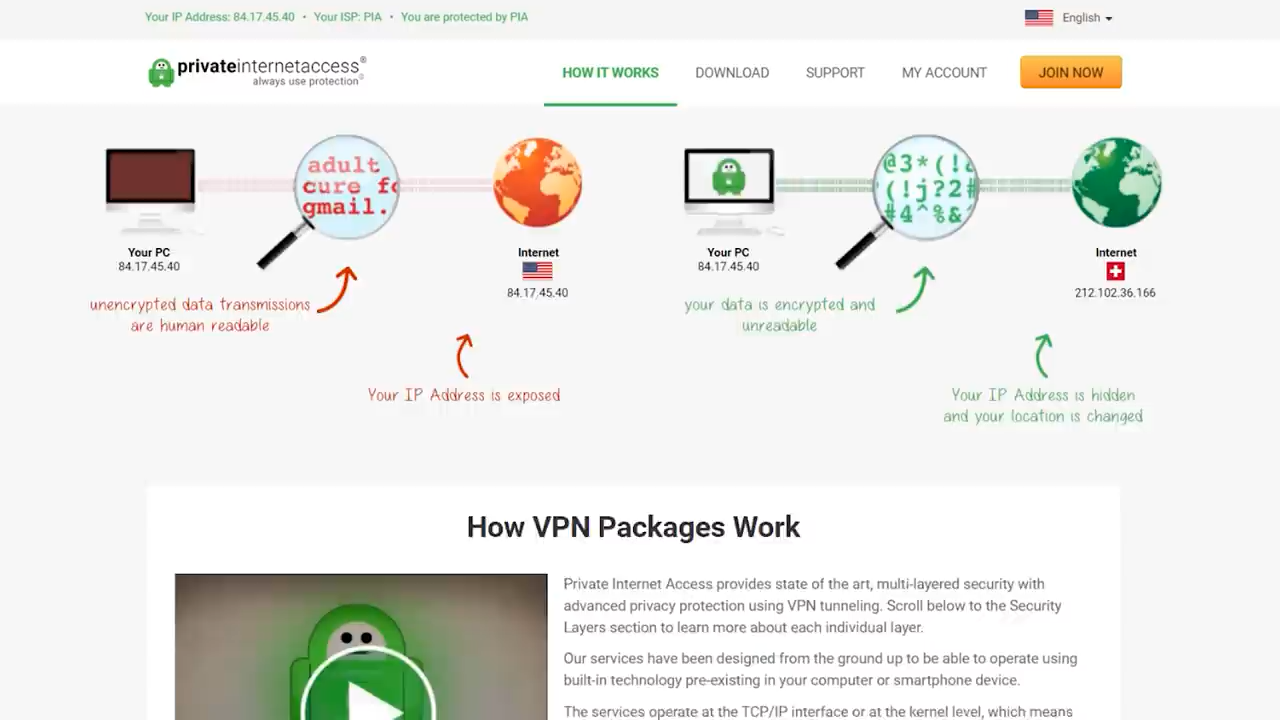 Your IP Address: 84.17.45.40 • Your ISP: PIA • You are protected by PIA
English
privateinternetaccess®
always use protection®
HOW IT WORKS
DOWNLOAD
SUPPORT
MY ACCOUNT
JOIN NOW
adult
cure fo
gmail.
Your PC
84.17.45.40
Internet
84.17.45.40
unencrypted data transmissions
are human readable
Your IP Address is exposed
@3*(!
(!j?2#
#4^%&
Your PC
84.17.45.40
Internet
212.102.36.166
your data is encrypted and
unreadable
Your IP Address is hidden
and your location is changed
How VPN Packages Work
Private Internet Access provides state of the art, multi-layered security with
advanced privacy protection using VPN tunneling. Scroll below to the Security
Layers section to learn more about each individual layer.
Our services have been designed from the ground up to be able to operate using
built-in technology pre-existing in your computer or smartphone device.
The services operate at the TCP/IP interface or at the kernel level, which means